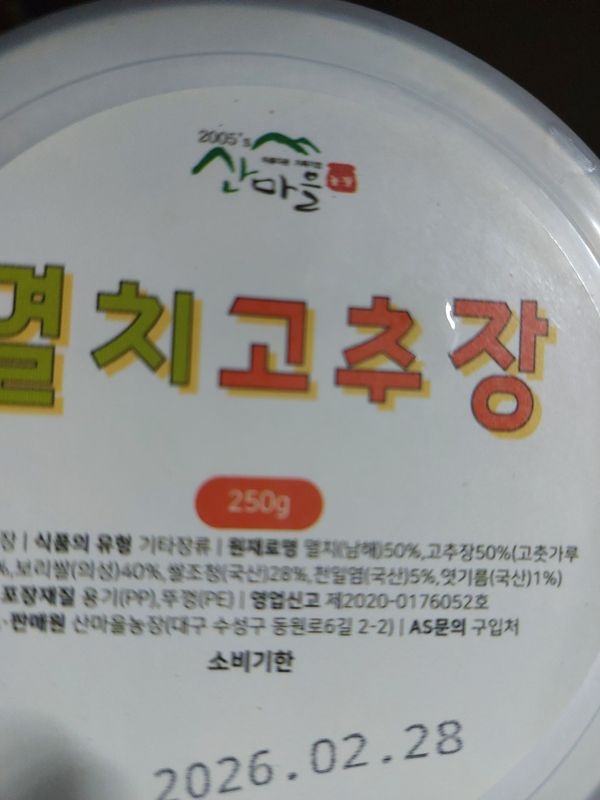 2005's
산마을
농장
멸치고추장
250g
장 | 식품의 유형 기타장류 | 원재료명 멸치(남해)50%,고추장50%(고춧가루
%,보리쌀(의성)40%,쌀조청(국산)28%,천일염(국산)5%,엿기름(국산)1%)
포장재질 용기(PP),뚜껑(PE) | 영업신고 제2020-0176052호
·판매원 산마을농장(대구 수성구 동원로6길 2-2) | AS문의 구입처
소비기한
2026.02.28